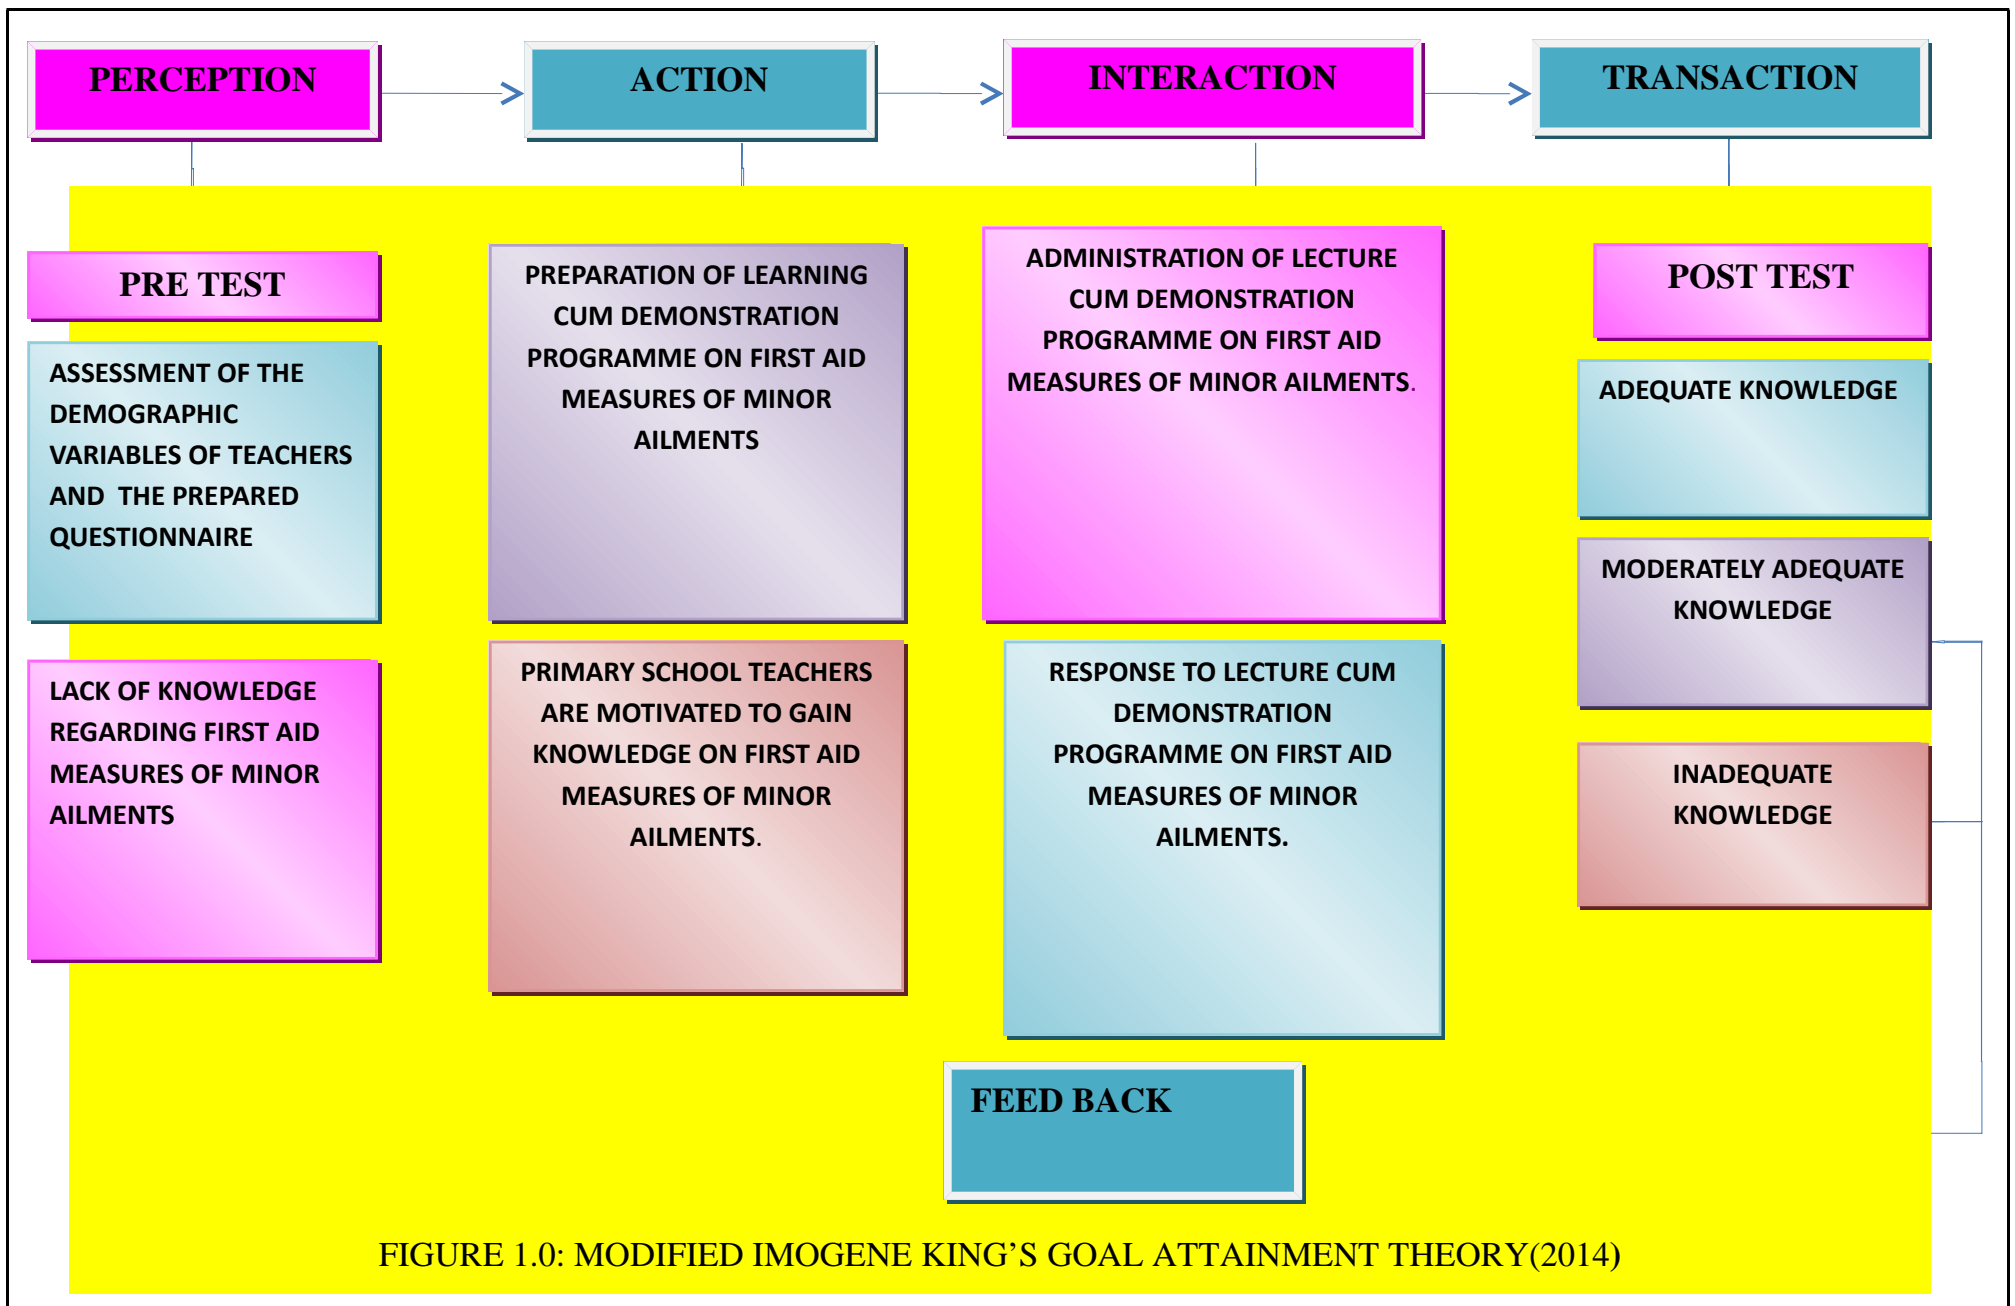 PERCEPTION
ACTION
INTERACTION
TRANSACTION
PRE TEST
ASSESSMENT OF THE
DEMOGRAPHIC
VARIABLES OF TEACHERS
AND THE PREPARED
QUESTIONNAIRE
LACK OF KNOWLEDGE
REGARDING FIRST AID
MEASURES OF MINOR
AILMENTS
PREPARATION OF LEARNING
CUM DEMONSTRATION
PROGRAMME ON FIRST AID
MEASURES OF MINOR
AILMENTS
PRIMARY SCHOOL TEACHERS
ARE MOTIVATED TO GAIN
KNOWLEDGE ON FIRST AID
MEASURES OF MINOR
AILMENTS.
ADMINISTRATION OF LECTURE
CUM DEMONSTRATION
PROGRAMME ON FIRST AID
MEASURES OF MINOR AILMENTS.
RESPONSE TO LECTURE CUM
DEMONSTRATION
PROGRAMME ON FIRST AID
MEASURES OF MINOR
AILMENTS.
POST TEST
ADEQUATE KNOWLEDGE
MODERATELY ADEQUATE
KNOWLEDGE
INADEQUATE
KNOWLEDGE
FEED BACK
FIGURE 1.0: MODIFIED IMOGENE KING’S GOAL ATTAINMENT THEORY(2014)